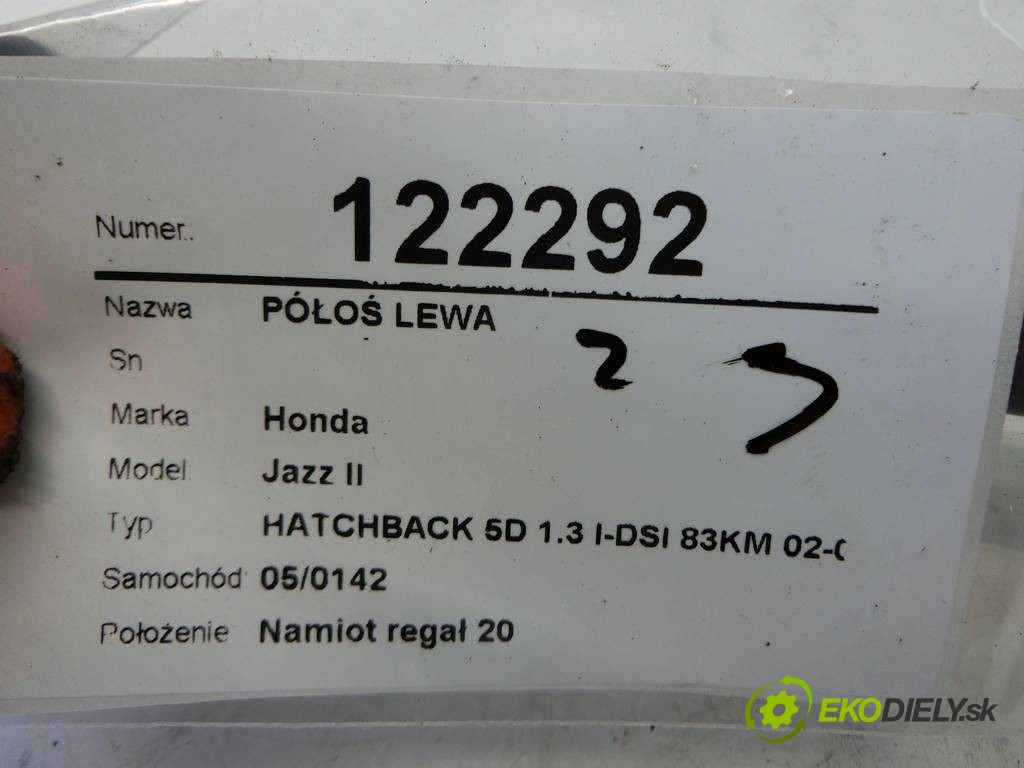 Numer.: 122292
Nazwa PÓŁOŚ LEWA
2
Sn
Marka Honda
Model Jazz II
Typ HATCHBACK 5D 1.3 I-DSI 83KM 02-
Samochód 05/0142
Położenie Namiot regał 20
EKODIELY.sk